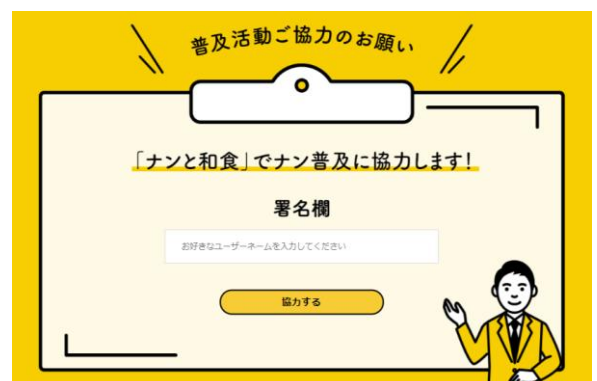 普及活動ご協力のお願い
「ナンと和食」でナン普及に協力します!
署名欄
お好きなユーザーネームを入力してください
協力する